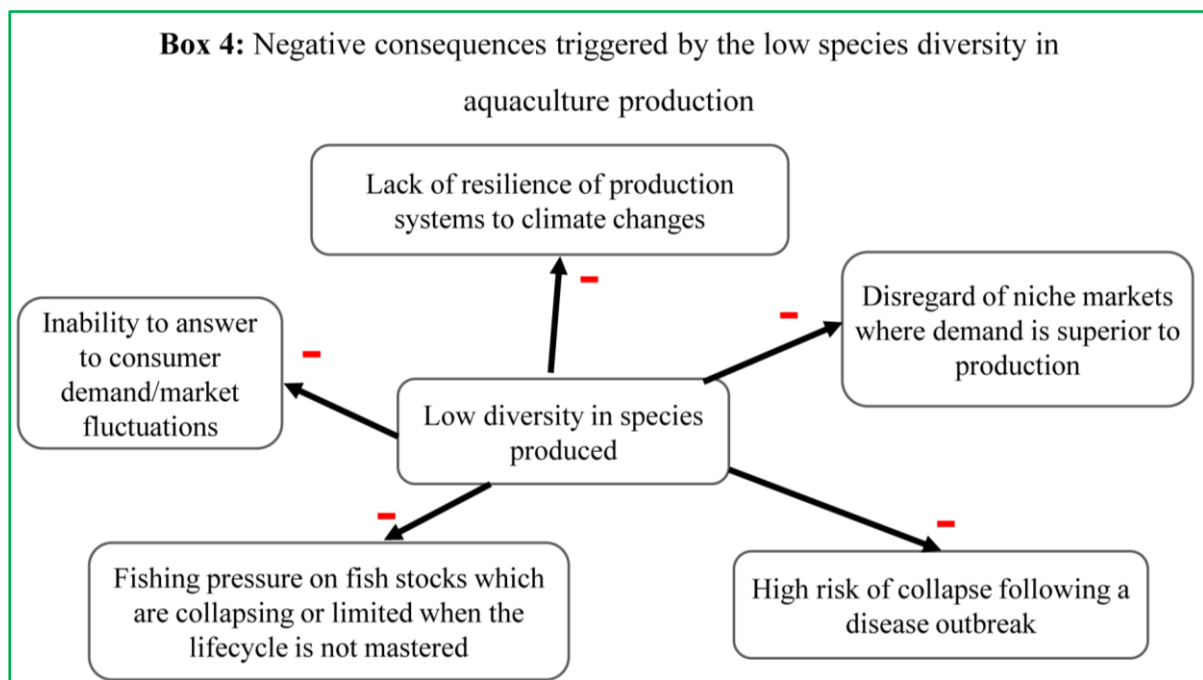 Box 4: Negative consequences triggered by the low species diversity in
aquaculture production
Lack of resilience of production
systems to climate changes
Disregard of niche markets
where demand is superior to
production
Inability to answer
to consumer
demand/market
fluctuations
Low diversity in species
produced
Fishing pressure on fish stocks which
are collapsing or limited when the
lifecycle is not mastered
High risk of collapse following a
disease outbreak